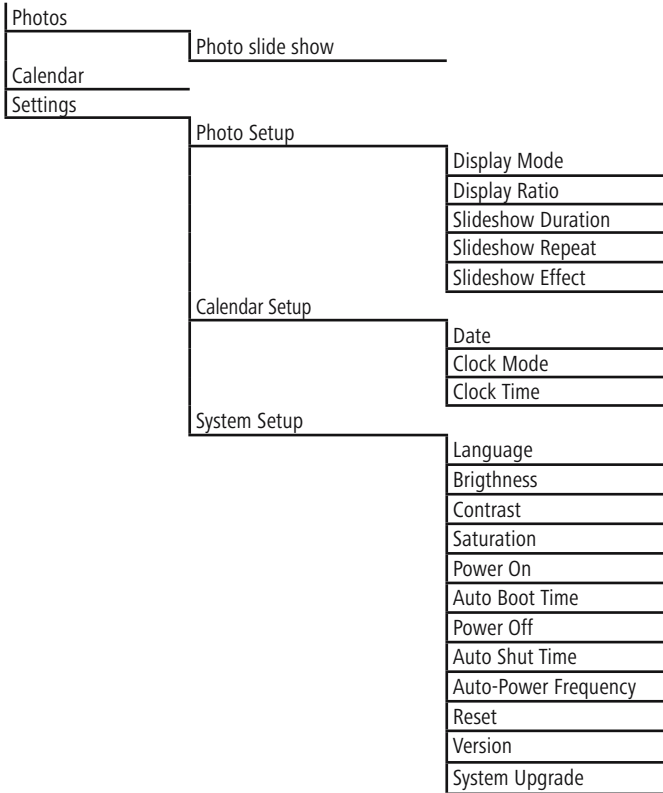 Photos
Photo slide show
Calendar
Settings
Photo Setup
Display Mode
Display Ratio
Slideshow Duration
Slideshow Repeat
Slideshow Effect
Calendar Setup
Date
Clock Mode
Clock Time
System Setup
Language
Brigthness
Contrast
Saturation
Power On
Auto Boot Time
Power Off
Auto Shut Time
Auto-Power Frequency
Reset
Version
System Upgrade